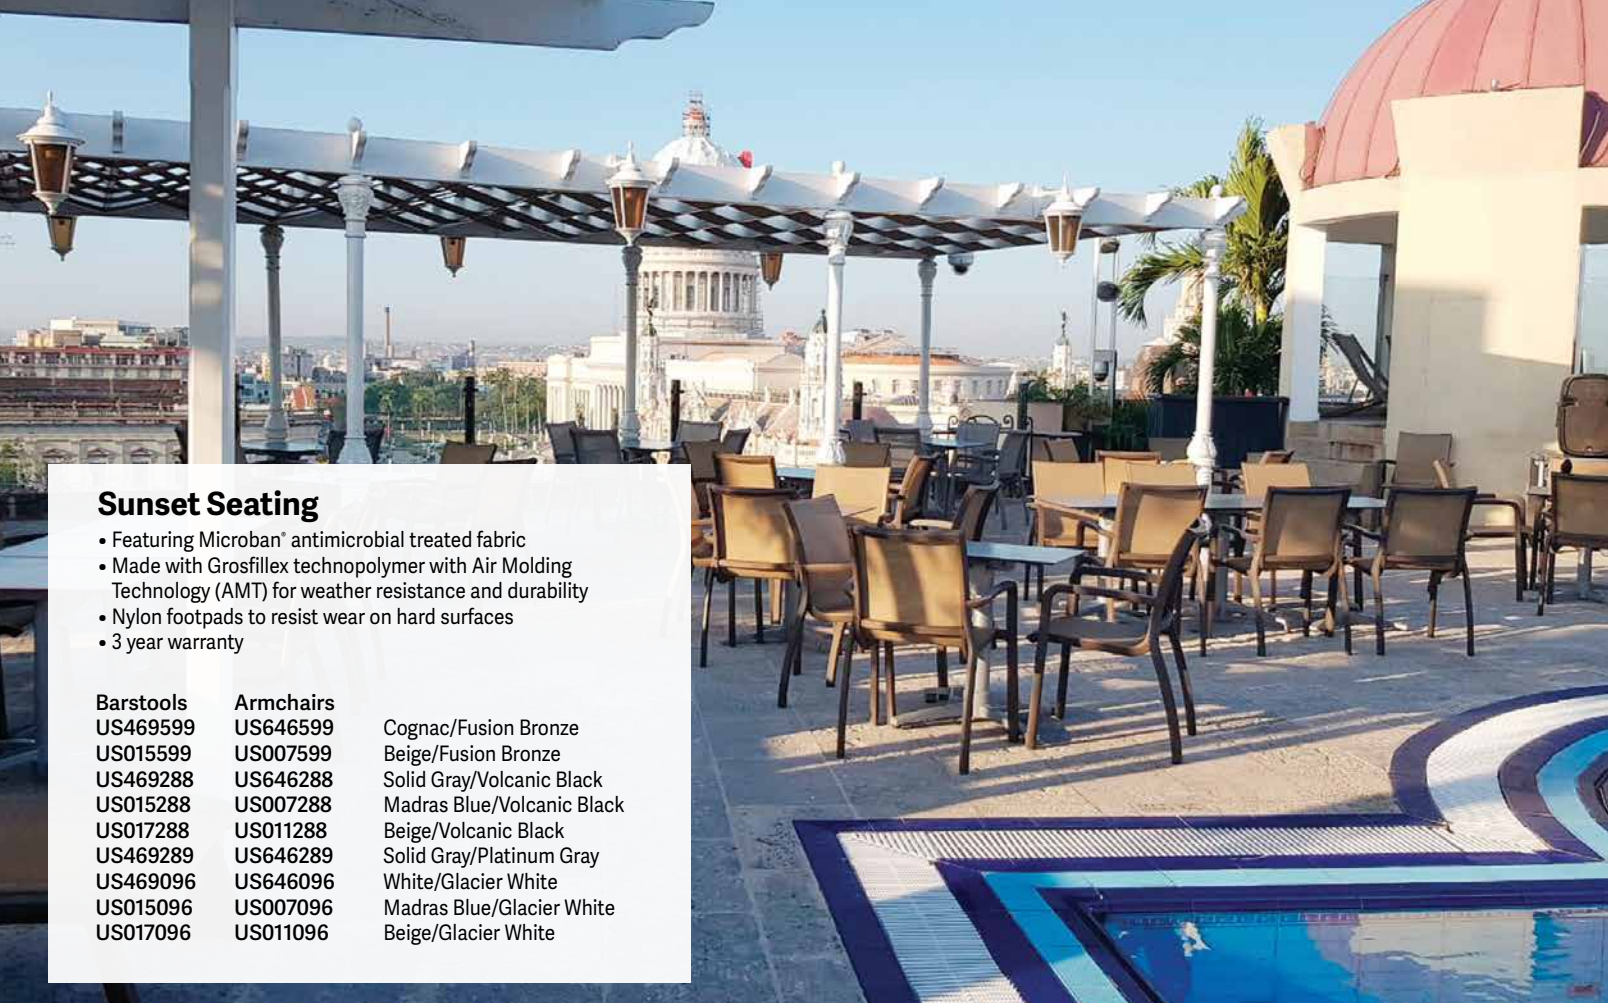 Sunset Seating
• Featuring Microban® antimicrobial treated fabric
• Made with Grosfillex technopolymer with Air Molding
Technology (AMT) for weather resistance and durability
• Nylon footpads to resist wear on hard surfaces
• 3 year warranty
Barstools Armchairs
US469599 US646599 Cognac/Fusion Bronze
US015599 US007599 Beige/Fusion Bronze
US469288 US646288 Solid Gray/Volcanic Black
US015288 US007288 Madras Blue/Volcanic Black
US017288 US011288 Beige/Volcanic Black
US469289 US646289 Solid Gray/Platinum Gray
US469096 US646096 White/Glacier White
US015096 US007096 Madras Blue/Glacier White
US017096 US011096 Beige/Glacier White